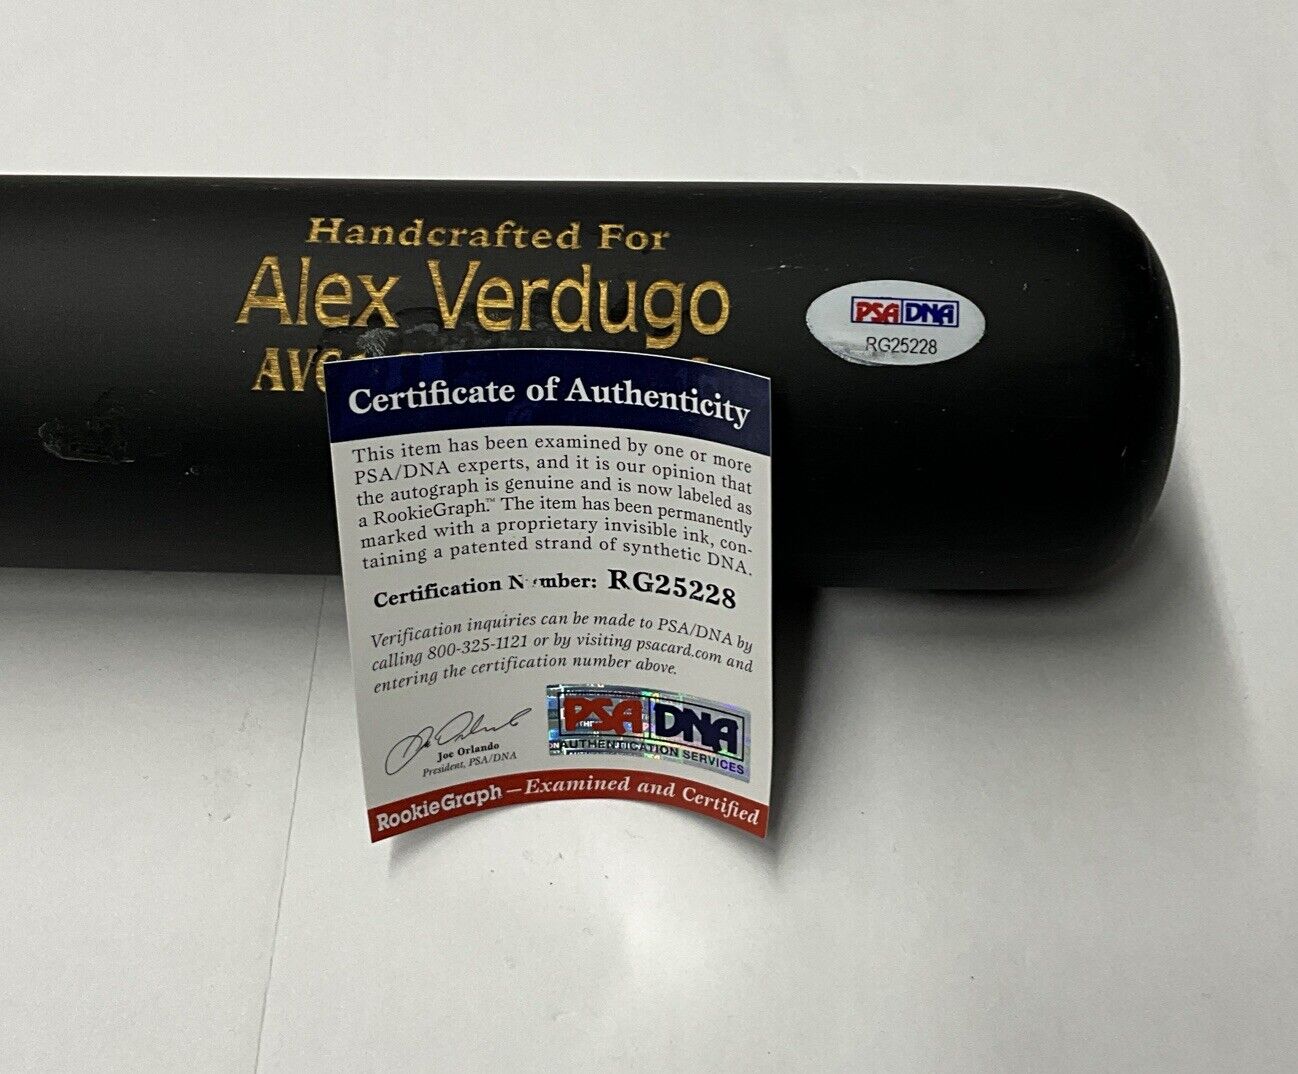 Handcrafted For
Alex Verdugo
PSA DNA
RG25228
Certificate of Authenticity
This item has been examined by one or more
PSA/DNA experts, and it is our opinion that
the autograph is genuine and is now labeled as
a RookieGraph.™ The item has been permanently
marked with a proprietary invisible ink, con-
taining a patented strand of synthetic DNA.
Certification Number: RG25228
Verification inquiries can be made to PSA/DNA by
calling 800-325-1121 or by visiting psacard.com and
entering the certification number above.
Joe Orlando
President, PSA/DNA
PSA DNA
AUTHENTICATION SERVICES
RookieGraph — Examined and Certified